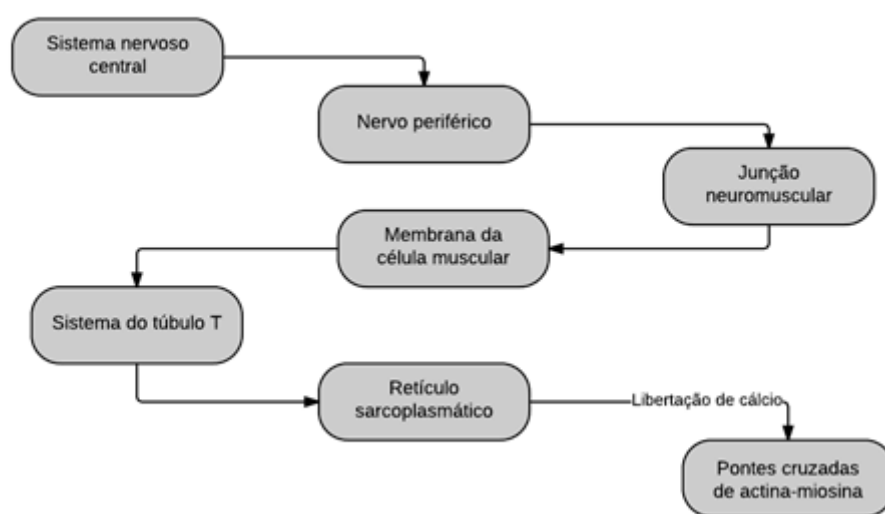 Sistema nervoso
central
Nervo periférico
Junção
neuromuscular
Membrana da
célula muscular
Sistema do túbulo T
Retículo
sarcoplasmático
Libertação de cálcio
Pontes cruzadas
de actina-miosina